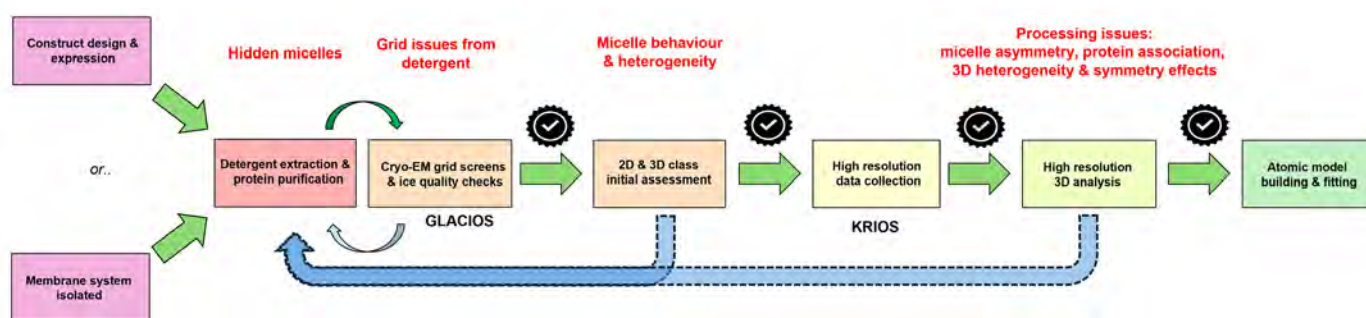 Construct design &
expression
or..
Membrane system
isolated
Hidden micelles
Detergent extraction &
protein purification
Grid issues from
detergent
Cryo-EM grid screens
& ice quality checks
GLACIOS
Micelle behaviour
& heterogeneity
2D & 3D class
initial assessment
High resolution
data collection
KRIOS
Processing issues:
micelle asymmetry, protein association,
3D heterogeneity & symmetry effects
High resolution
3D analysis
Atomic model
building & fitting